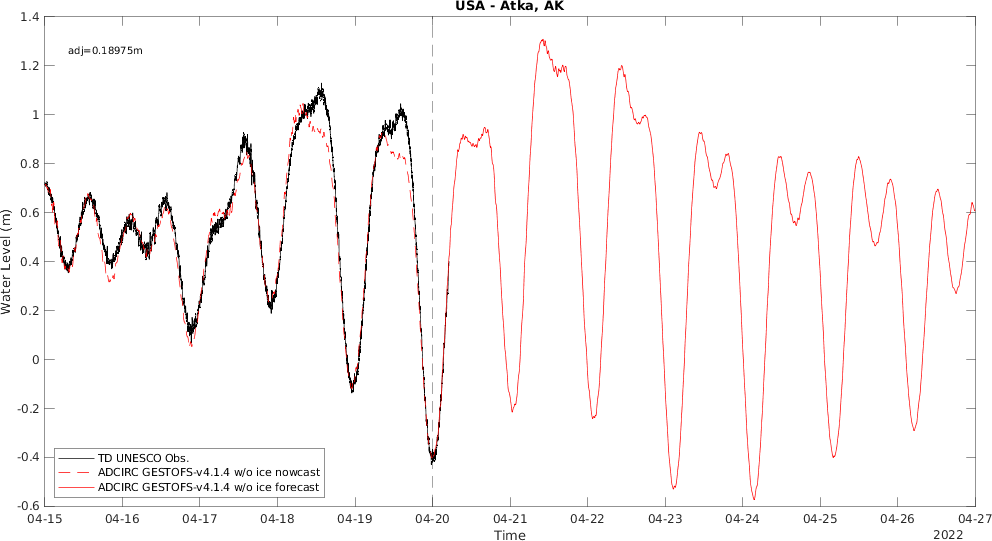 USA - Atka, AK
adj=0.18975m
Water Level (m)
1.4
1.2
1
0.8
0.6
0.4
0.2
0
-0.2
-0.4
-0.6
TD UNESCO Obs.
ADCIRC GESTOFS-v4.1.4 w/o ice nowcast
ADCIRC GESTOFS-v4.1.4 w/o ice forecast
04-15 04-16 04-17 04-18 04-19 04-20 04-21 04-22 04-23 04-24 04-25 04-26 04-27
Time
2022